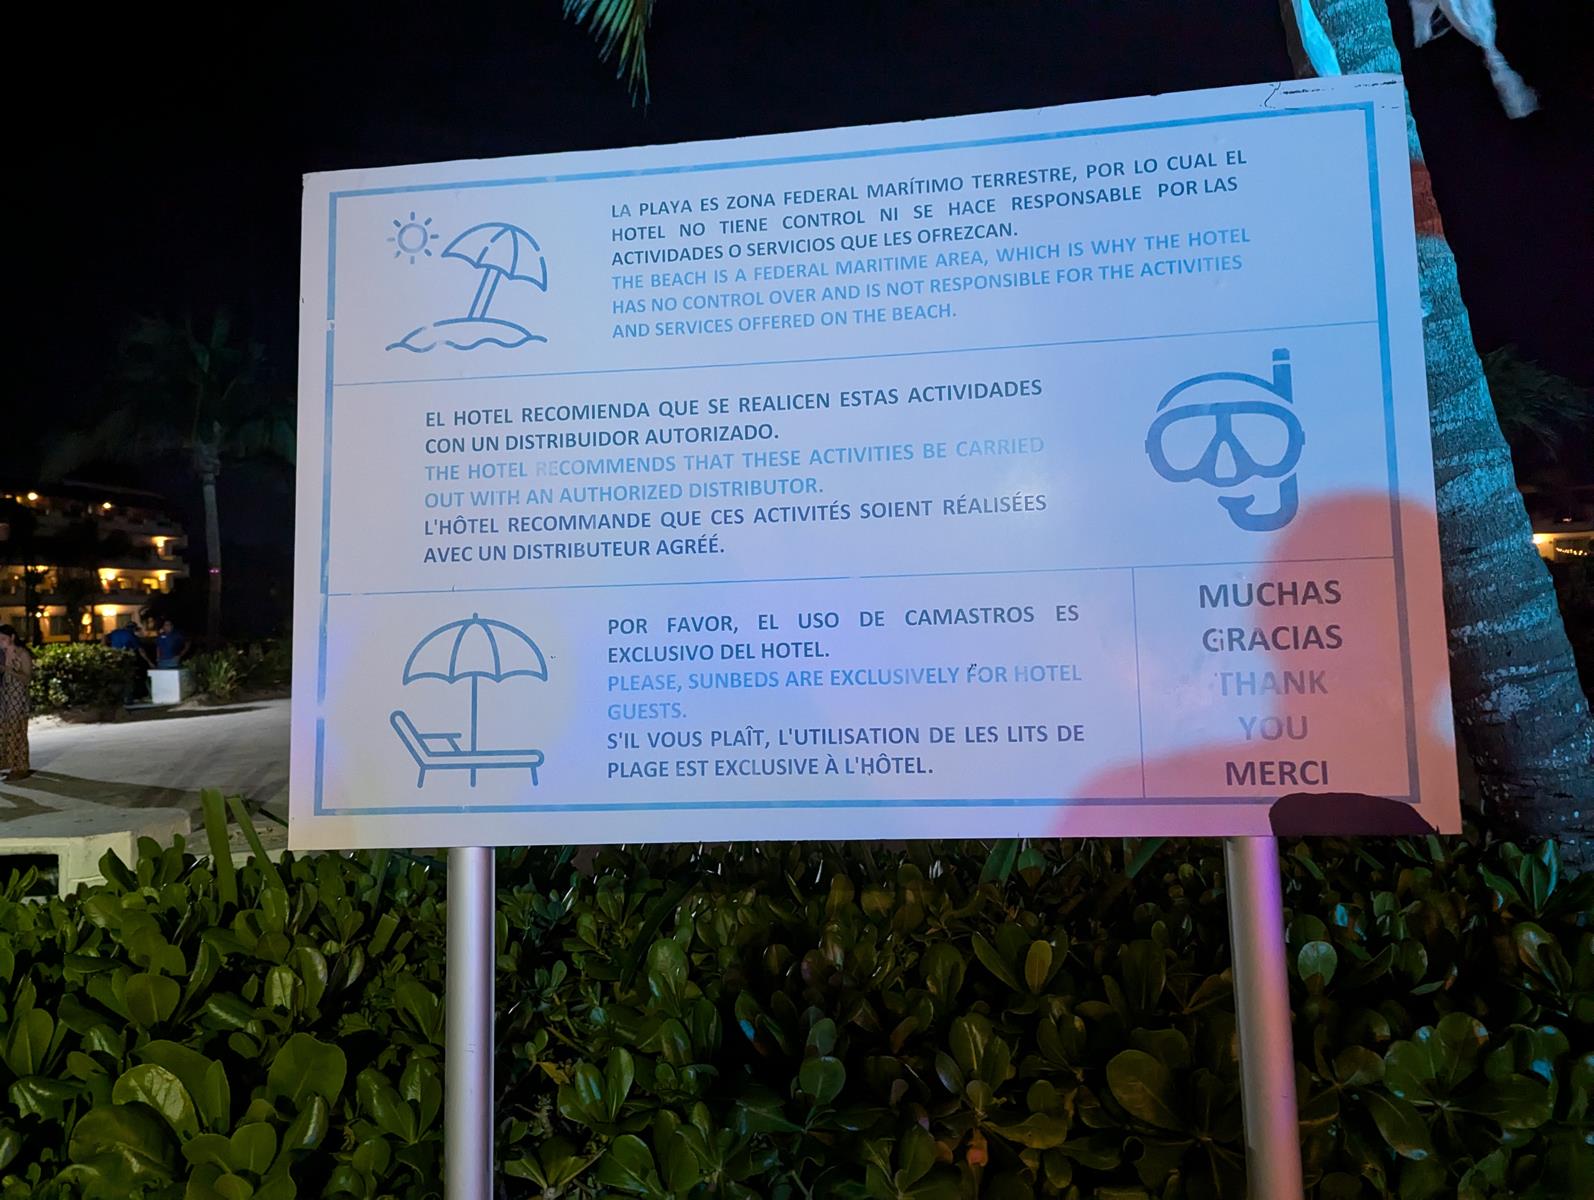 LA PLAYA ES ZONA FEDERAL MARÍTIMO TERRESTRE, POR LO CUAL EL
HOTEL NO TIENE CONTROL NI SE HACE RESPONSABLE POR LAS
ACTIVIDADES O SERVICIOS QUE LES OFREZCAN.
THE BEACH IS A FEDERAL MARITIME AREA, WHICH IS WHY THE HOTEL
HAS NO CONTROL OVER AND IS NOT RESPONSIBLE FOR THE ACTIVITIES
AND SERVICES OFFERED ON THE BEACH.
EL HOTEL RECOMIENDA QUE SE REALICEN ESTAS ACTIVIDADES
CON UN DISTRIBUIDOR AUTORIZADO.
THE HOTEL RECOMMENDS THAT THESE ACTIVITIES BE CARRIED
OUT WITH AN AUTHORIZED DISTRIBUTOR.
L'HÔTEL RECOMMANDE QUE CES ACTIVITÉS SOIENT RÉALISÉES
AVEC UN DISTRIBUTEUR AGRÉÉ.
POR FAVOR, EL USO DE CAMASTROS ES
EXCLUSIVO DEL HOTEL.
PLEASE, SUNBEDS ARE EXCLUSIVELY FOR HOTEL
GUESTS.
S'IL VOUS PLAÎT, L'UTILISATION DE LES LITS DE
PLAGE EST EXCLUSIVE À L'HÔTEL.
MUCHAS
GRACIAS
THANK
YOU
MERCI